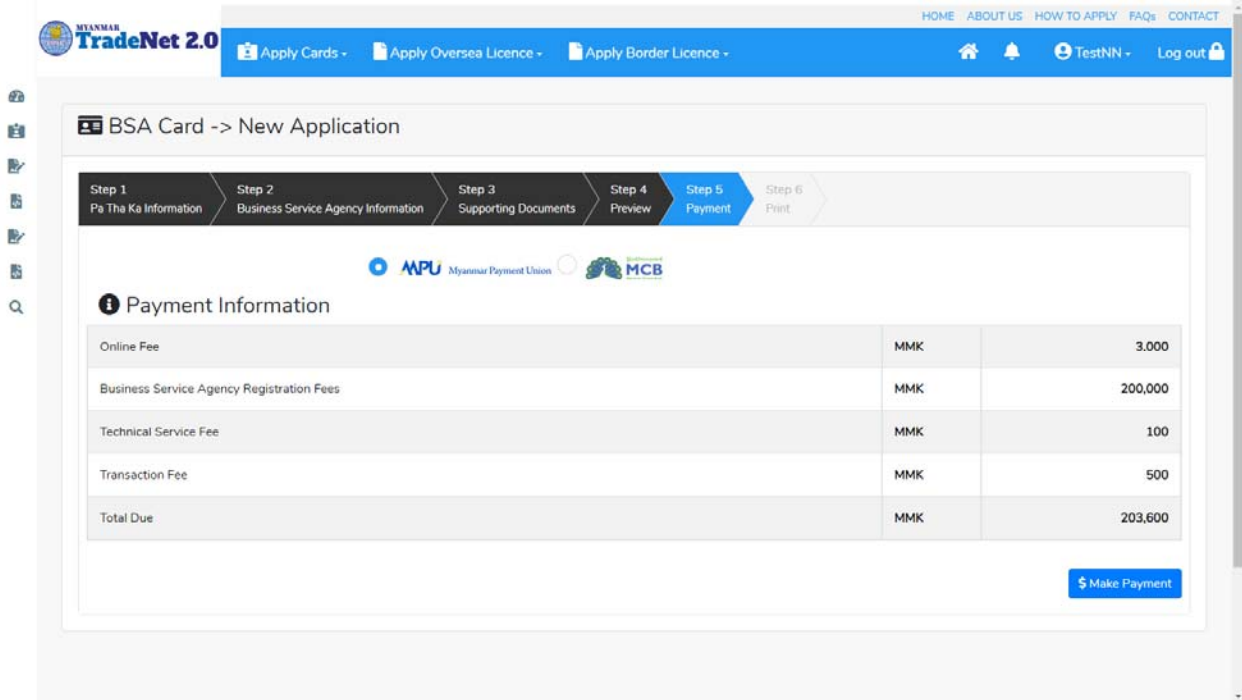 HOME ABOUT US HOW TO APPLY FAQs CONTACT
MYANMAR
TradeNet 2.0
Apply Cards Apply Oversea Licence Apply Border Licence TestNN Log out
BSA Card -> New Application
Step 1 Step 2 Step 3 Step 4 Step 5 Step 6
Pa Tha Ka Information Business Service Agency Information Supporting Documents Preview Payment Print
MPU Myanmar Payment Union MCB
Payment Information
Online Fee MMK 3.000
Business Service Agency Registration Fees MMK 200,000
Technical Service Fee MMK 100
Transaction Fee MMK 500
Total Due MMK 203,600
$ Make Payment